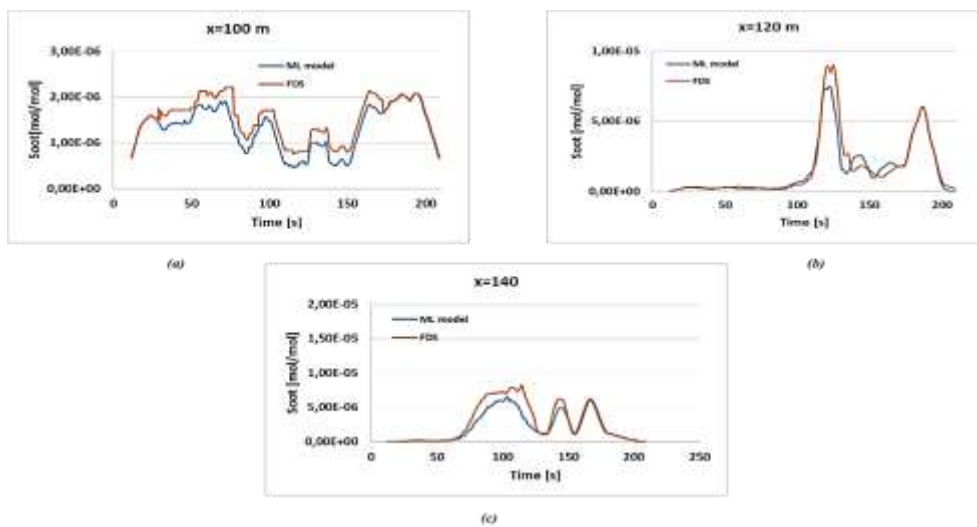 x=100 m
3,00E-06
2,00E-06
1,00E-06
0,00E+00
Soot[mol/mol]
ML model
FDS
0
50
100
150
200
Time [s]
(a)
x=120 m
1,00E-05
5,00E-06
0,00E+00
Soot [mol/mol]
ML model
FDS
0
50
100
150
200
Time [s]
(b)
x=140
2,00E-05
1,50E-05
1,00E-05
5,00E-06
0,00E+00
Soot [mol/mol]
ML model
FDS
0
50
100
150
200
250
Time [s]
(c)